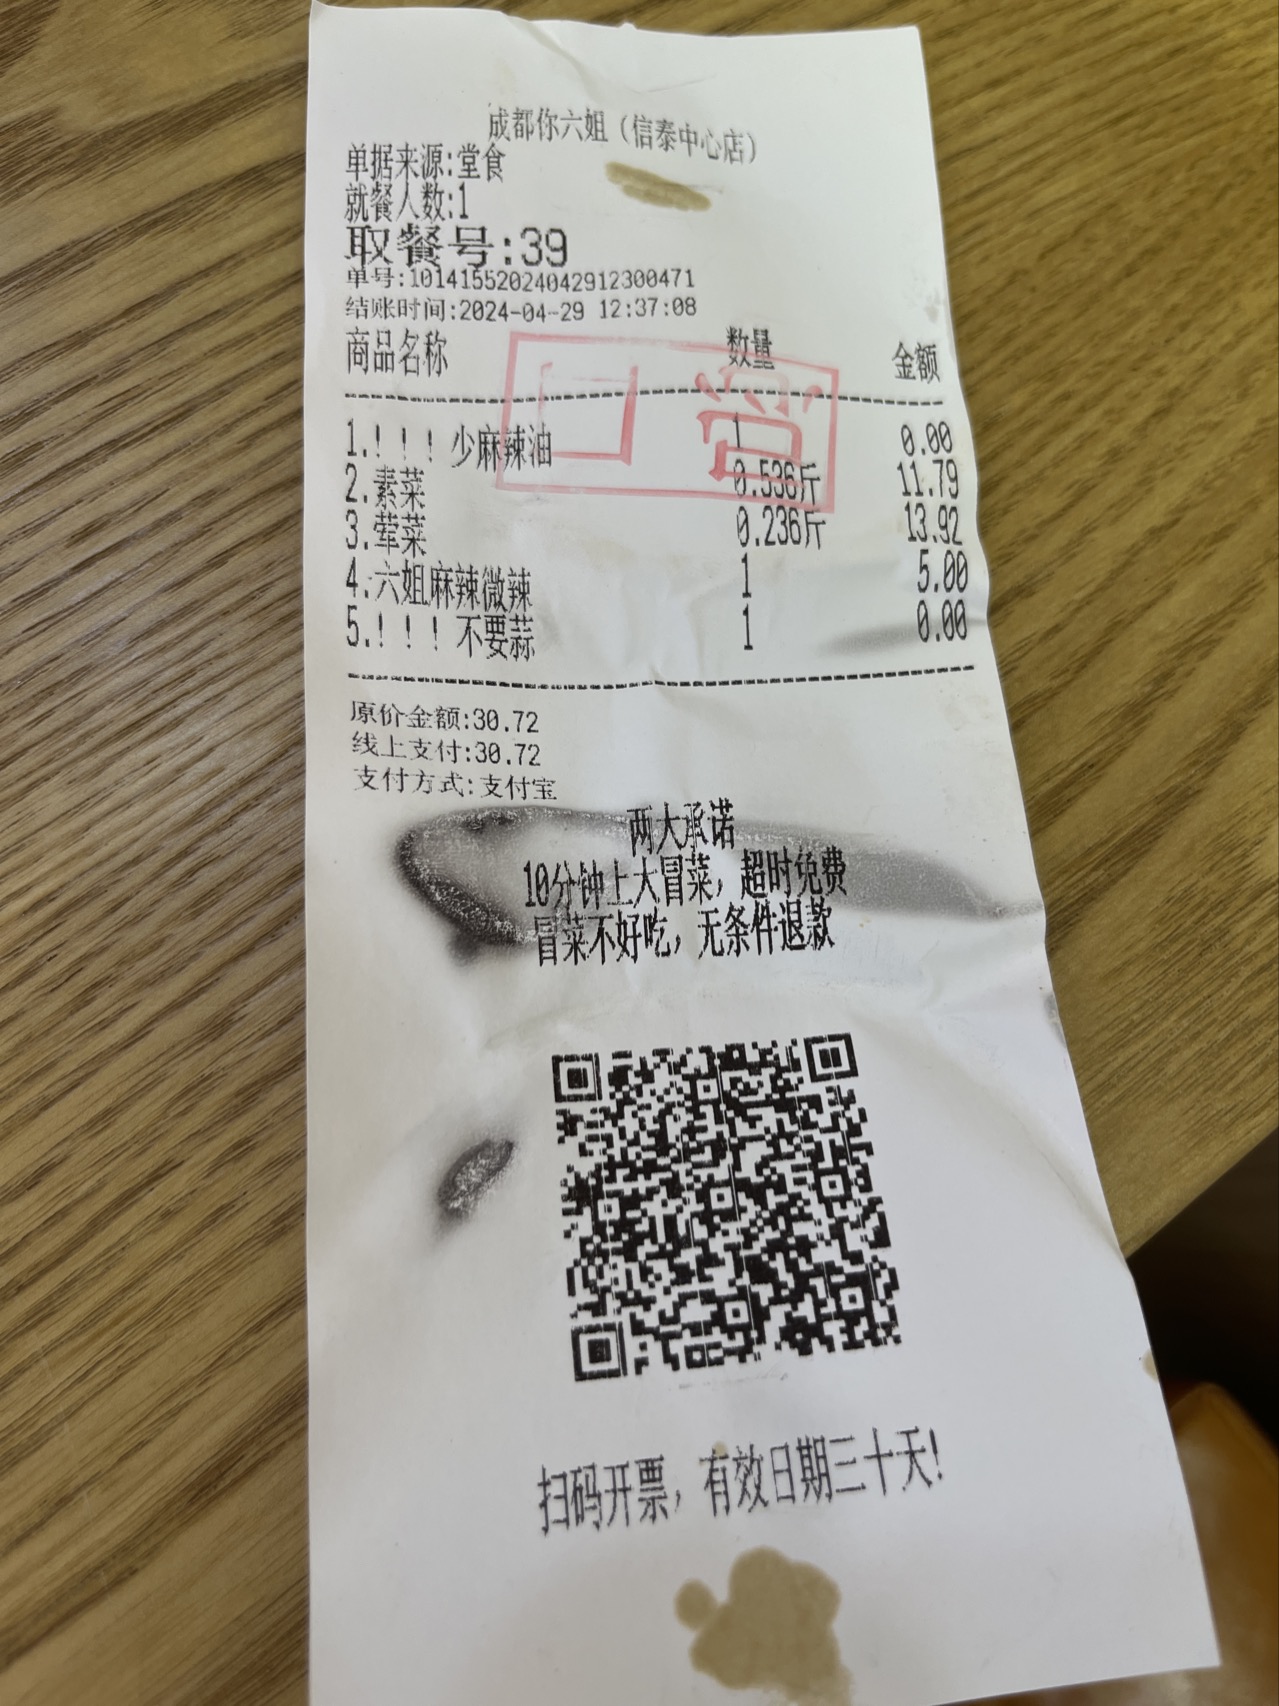 成都你六姐（信泰中心店）
单据来源:堂食
就餐人数:1
取餐号:39
单号:10141552024042912300471
结账时间:2024-04-29 12:37:08
商品名称 数量 金额
1.！！！少麻辣油 1 0.00
2.素菜 0.536斤 11.79
3.荤菜 0.236斤 13.92
4.六姐麻辣微辣 1 5.00
5.！！！不要蒜 1 0.00
原价金额:30.72
线上支付:30.72
支付方式:支付宝
两大承诺
10分钟上大冒菜，超时免费
冒菜不好吃，无条件退款
扫码开票，有效日期三十天!